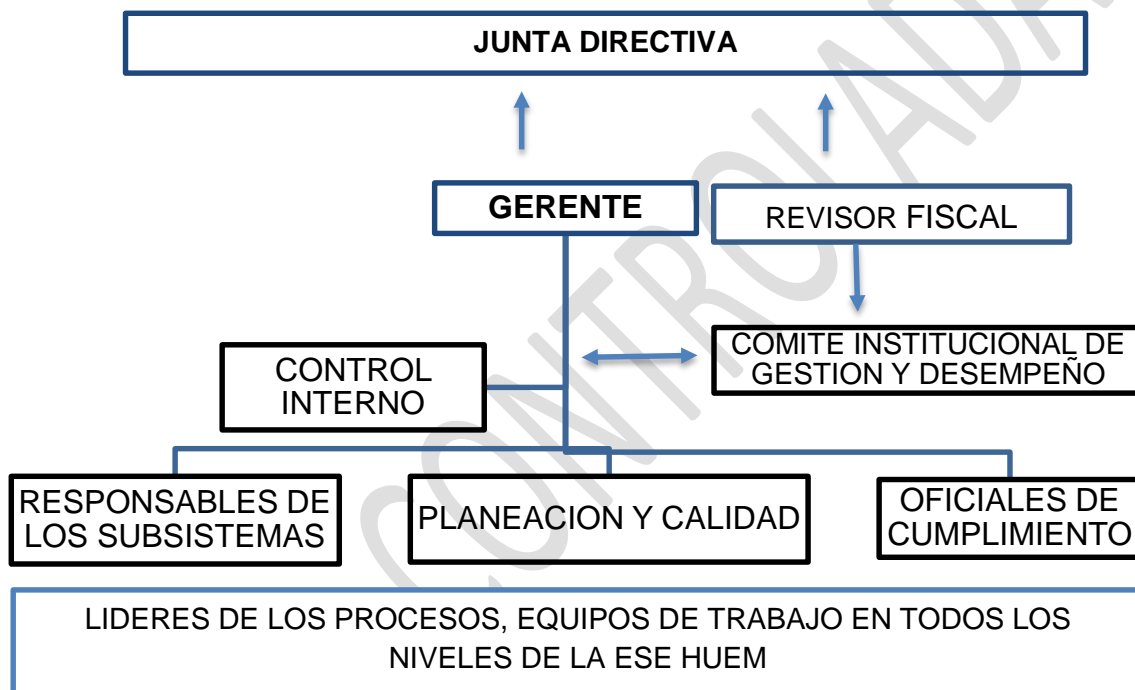 JUNTA DIRECTIVA
GERENTE
REVISOR FISCAL
CONTROL
INTERNO
COMITE INSTITUCIONAL DE
GESTION Y DESEMPEÑO
RESPONSABLES DE
LOS SUBSISTEMAS
PLANEACION Y CALIDAD
OFICIALES DE
CUMPLIMIENTO
LIDERES DE LOS PROCESOS, EQUIPOS DE TRABAJO EN TODOS LOS
NIVELES DE LA ESE HUEM
CONTROLADA